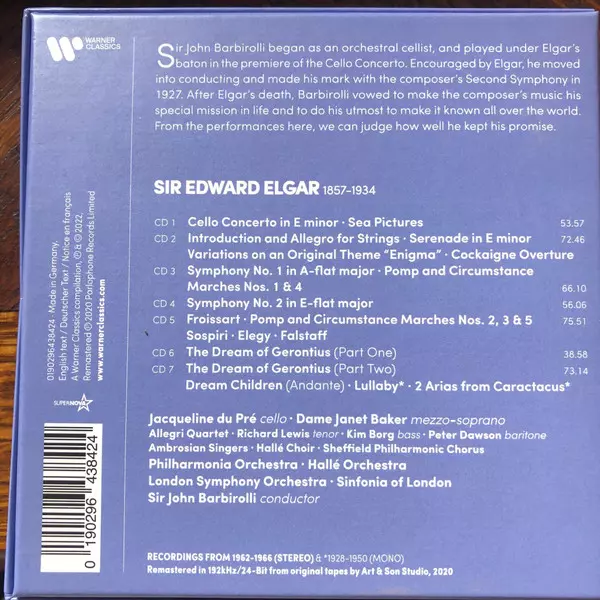 WARNER
CLASSICS
Sir John Barbirolli began as an orchestral cellist, and played under Elgar's
baton in the premiere of the Cello Concerto. Encouraged by Elgar, he moved
into conducting and made his mark with the composer's Second Symphony in
1927. After Elgar's death, Barbirolli vowed to make the composer's music his
special mission in life and to do his utmost to make it known all over the world.
From the performances here, we can judge how well he kept his promise.
SIR EDWARD ELGAR 1857–1934
CD 1 Cello Concerto in E minor · Sea Pictures 53.57
CD 2 Introduction and Allegro for Strings · Serenade in E minor 72.46
Variations on an Original Theme "Enigma" · Cockaigne Overture
CD 3 Symphony No. 1 in A-flat major · Pomp and Circumstance
Marches Nos. 1 & 4 66.10
CD 4 Symphony No. 2 in E-flat major 56.06
CD 5 Froissart · Pomp and Circumstance Marches Nos. 2, 3 & 5 75.51
Sospiri · Elegy · Falstaff
CD 6 The Dream of Gerontius (Part One) 38.58
CD 7 The Dream of Gerontius (Part Two) 73.14
Dream Children (Andante) · Lullaby* · 2 Arias from Caractacus*
Jacqueline du Pré cello · Dame Janet Baker mezzo-soprano
Allegri Quartet · Richard Lewis tenor · Kim Borg bass · Peter Dawson baritone
Ambrosian Singers · Hallé Choir · Sheffield Philharmonic Chorus
Philharmonia Orchestra · Hallé Orchestra
London Symphony Orchestra · Sinfonia of London
Sir John Barbirolli conductor
RECORDINGS FROM 1962-1966 (STEREO) & *1928-1950 (MONO)
Remastered in 192kHz/24-Bit from original tapes by Art & Son Studio, 2020
0190296438424 · Made in Germany.
English text / Deutscher Text / Notice en français
A Warner Classics compilation, ℗ & © 2022,
Remastered ℗ 2020 Parlophone Records Limited
www.warnerclassics.com
SUPERNOVA
0 190296 438424